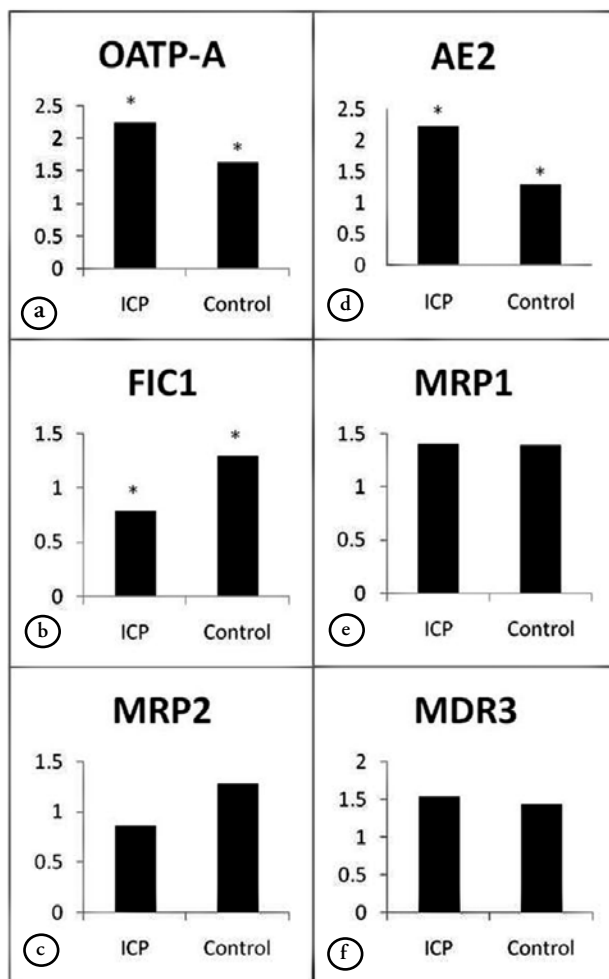 OATP-A
2.5
2
1.5
1
0.5
0
*
*
ICP
Control
a
AE2
2.5
2
1.5
1
0.5
0
*
*
ICP
Control
d
FIC1
1.5
1
0.5
0
*
*
ICP
Control
b
MRP1
1.5
1
0.5
0
ICP
Control
e
MRP2
1.5
1
0.5
0
ICP
Control
c
MDR3
2
1.5
1
0.5
0
ICP
Control
f